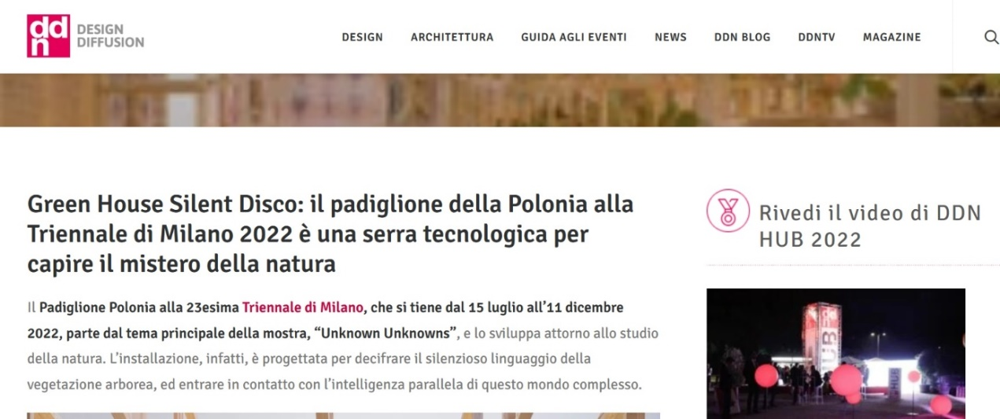 ddn DESIGN DIFFUSION
DESIGN ARCHITETTURA GUIDA AGLI EVENTI NEWS DDN BLOG DDNTV MAGAZINE
Green House Silent Disco: il padiglione della Polonia alla
Triennale di Milano 2022 è una serra tecnologica per
capire il mistero della natura
Il Padiglione Polonia alla 23esima Triennale di Milano, che si tiene dal 15 luglio all’11 dicembre
2022, parte dal tema principale della mostra, “Unknown Unknowns”, e lo sviluppa attorno allo studio
della natura. L’installazione, infatti, è progettata per decifrare il silenzioso linguaggio della
vegetazione arborea, ed entrare in contatto con l’intelligenza parallela di questo mondo complesso.
Rivedi il video di DDN
HUB 2022
HUB